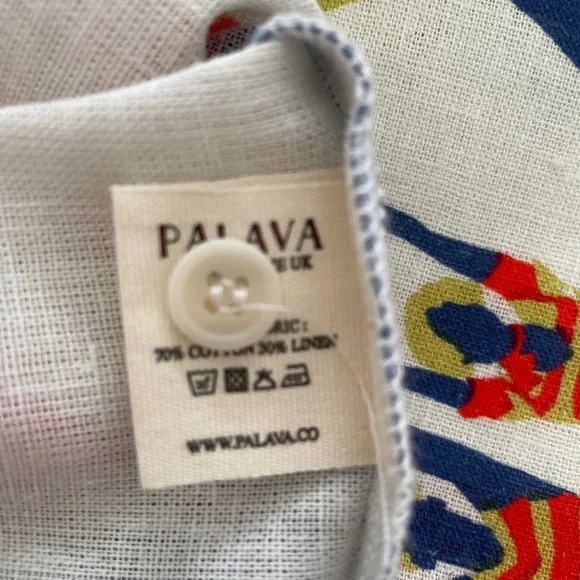 PALAVA
UK
70% COTTON 30% LINEN
WWW.PALAVA.CO